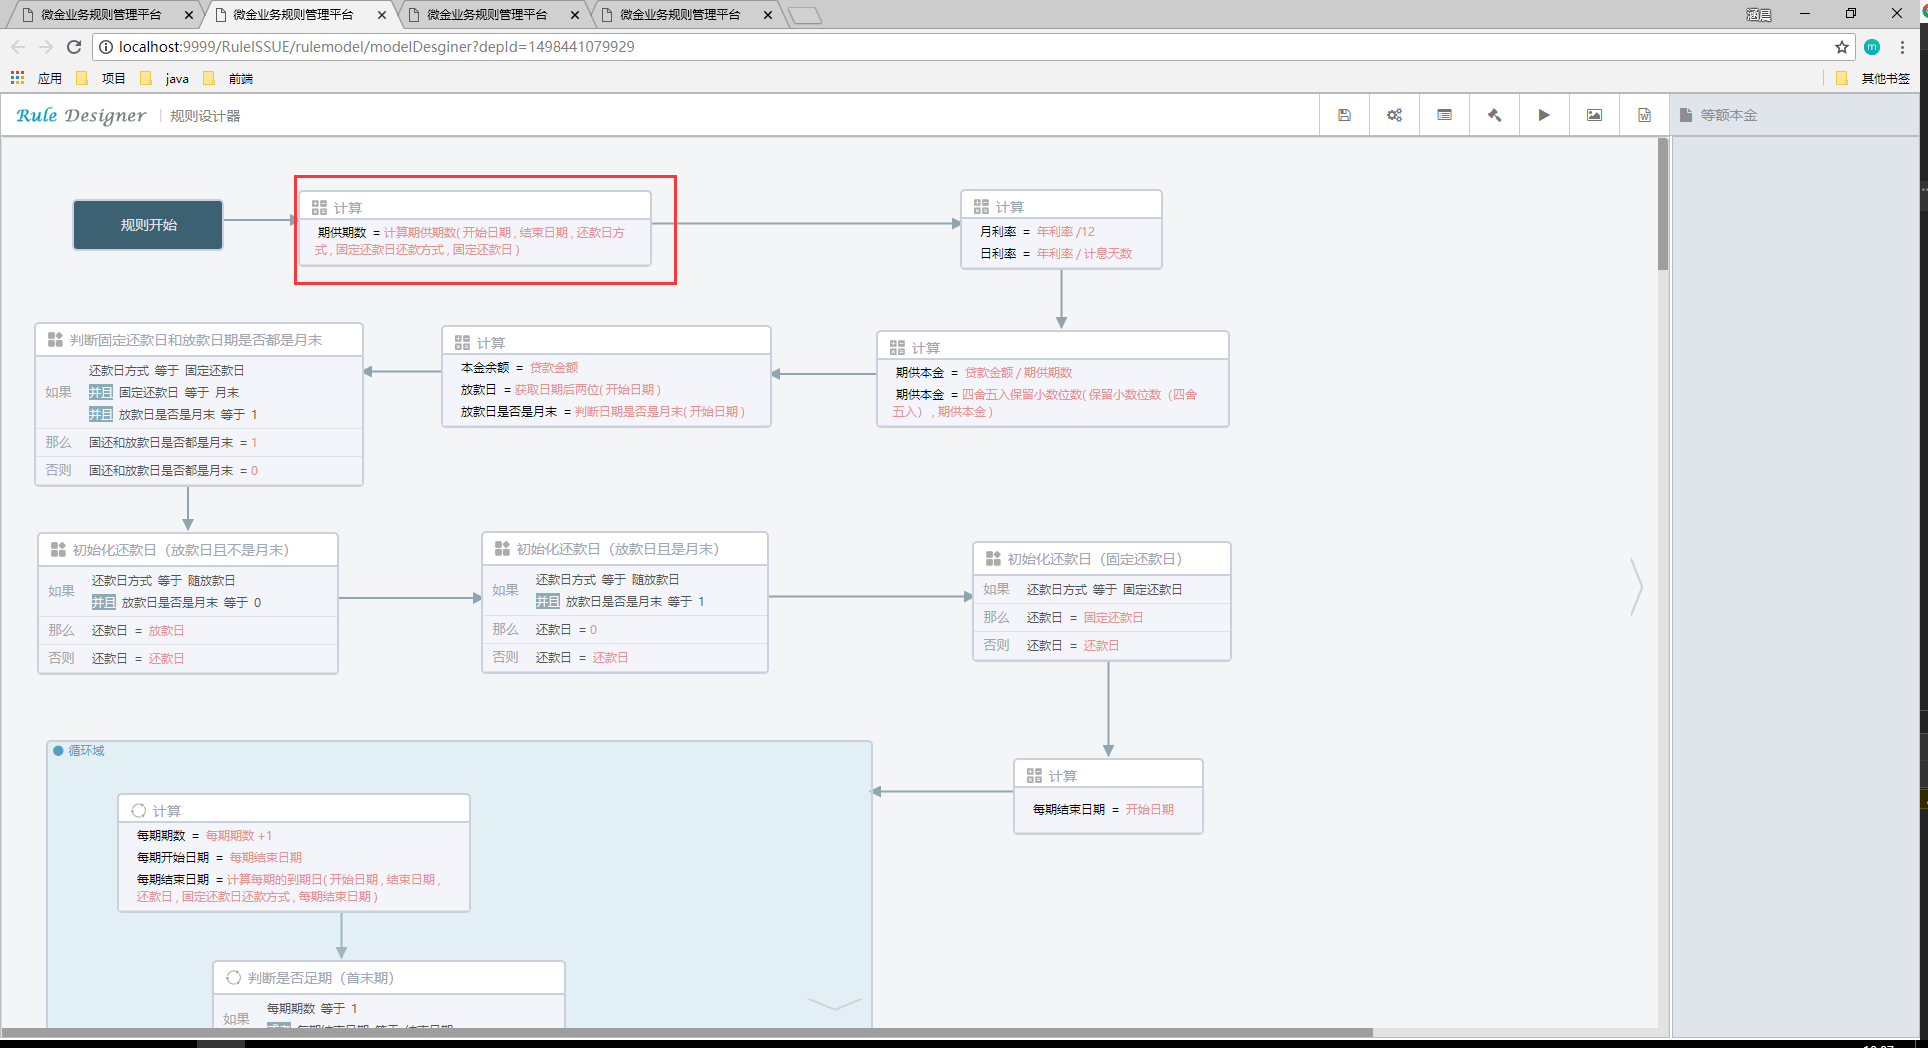 微金业务规则管理平台
微金业务规则管理平台
微金业务规则管理平台
微金业务规则管理平台
涵晨
localhost:9999/RuleISSUE/rulemodel/modelDesginer?depId=1498441079929
m
应用
项目
java
前端
其他书签
Rule Designer
规则设计器
等额本金
规则开始
计算
期供期数 = 计算期供期数( 开始日期 , 结束日期 , 还款日方
式 , 固定还款日还款方式 , 固定还款日 )
计算
月利率 = 年利率 /12
日利率 = 年利率 / 计息天数
判断固定还款日和放款日期是否都是月末
如果
还款日方式 等于 固定还款日
并且 固定还款日 等于 月末
并且 放款日是否是月末 等于 1
那么 固还和放款日是否都是月末 = 1
否则 固还和放款日是否都是月末 = 0
计算
本金余额 = 贷款金额
放款日 = 获取日期后两位( 开始日期 )
放款日是否是月末 = 判断日期是否是月末( 开始日期 )
计算
期供本金 = 贷款金额 / 期供期数
期供本金 = 四舍五入保留小数位数( 保留小数位数（四舍
五入） , 期供本金 )
初始化还款日（放款日且不是月末）
如果
还款日方式 等于 随放款日
并且 放款日是否是月末 等于 0
那么 还款日 = 放款日
否则 还款日 = 还款日
初始化还款日（放款日且是月末）
如果
还款日方式 等于 随放款日
并且 放款日是否是月末 等于 1
那么 还款日 = 0
否则 还款日 = 还款日
初始化还款日（固定还款日）
如果 还款日方式 等于 固定还款日
那么 还款日 = 固定还款日
否则 还款日 = 还款日
循环域
计算
每期结束日期 = 开始日期
计算
每期期数 = 每期期数 +1
每期开始日期 = 每期结束日期
每期结束日期 = 计算每期的到期日( 开始日期 , 结束日期 ,
还款日 , 固定还款日还款方式 , 每期结束日期 )
判断是否足期（首末期）
如果
每期期数 等于 1